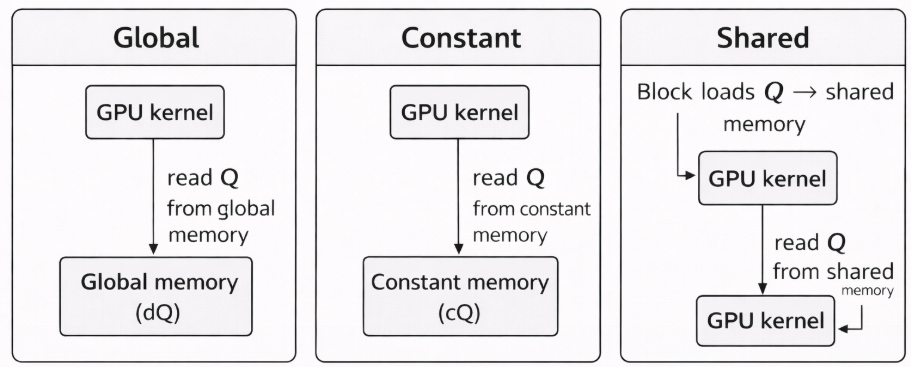 Global
GPU kernel
read Q
from global
memory
Global memory
(dQ)
Constant
GPU kernel
read Q
from constant
memory
Constant memory
(cQ)
Shared
Block loads Q → shared
memory
GPU kernel
read Q
from shared
memory
GPU kernel